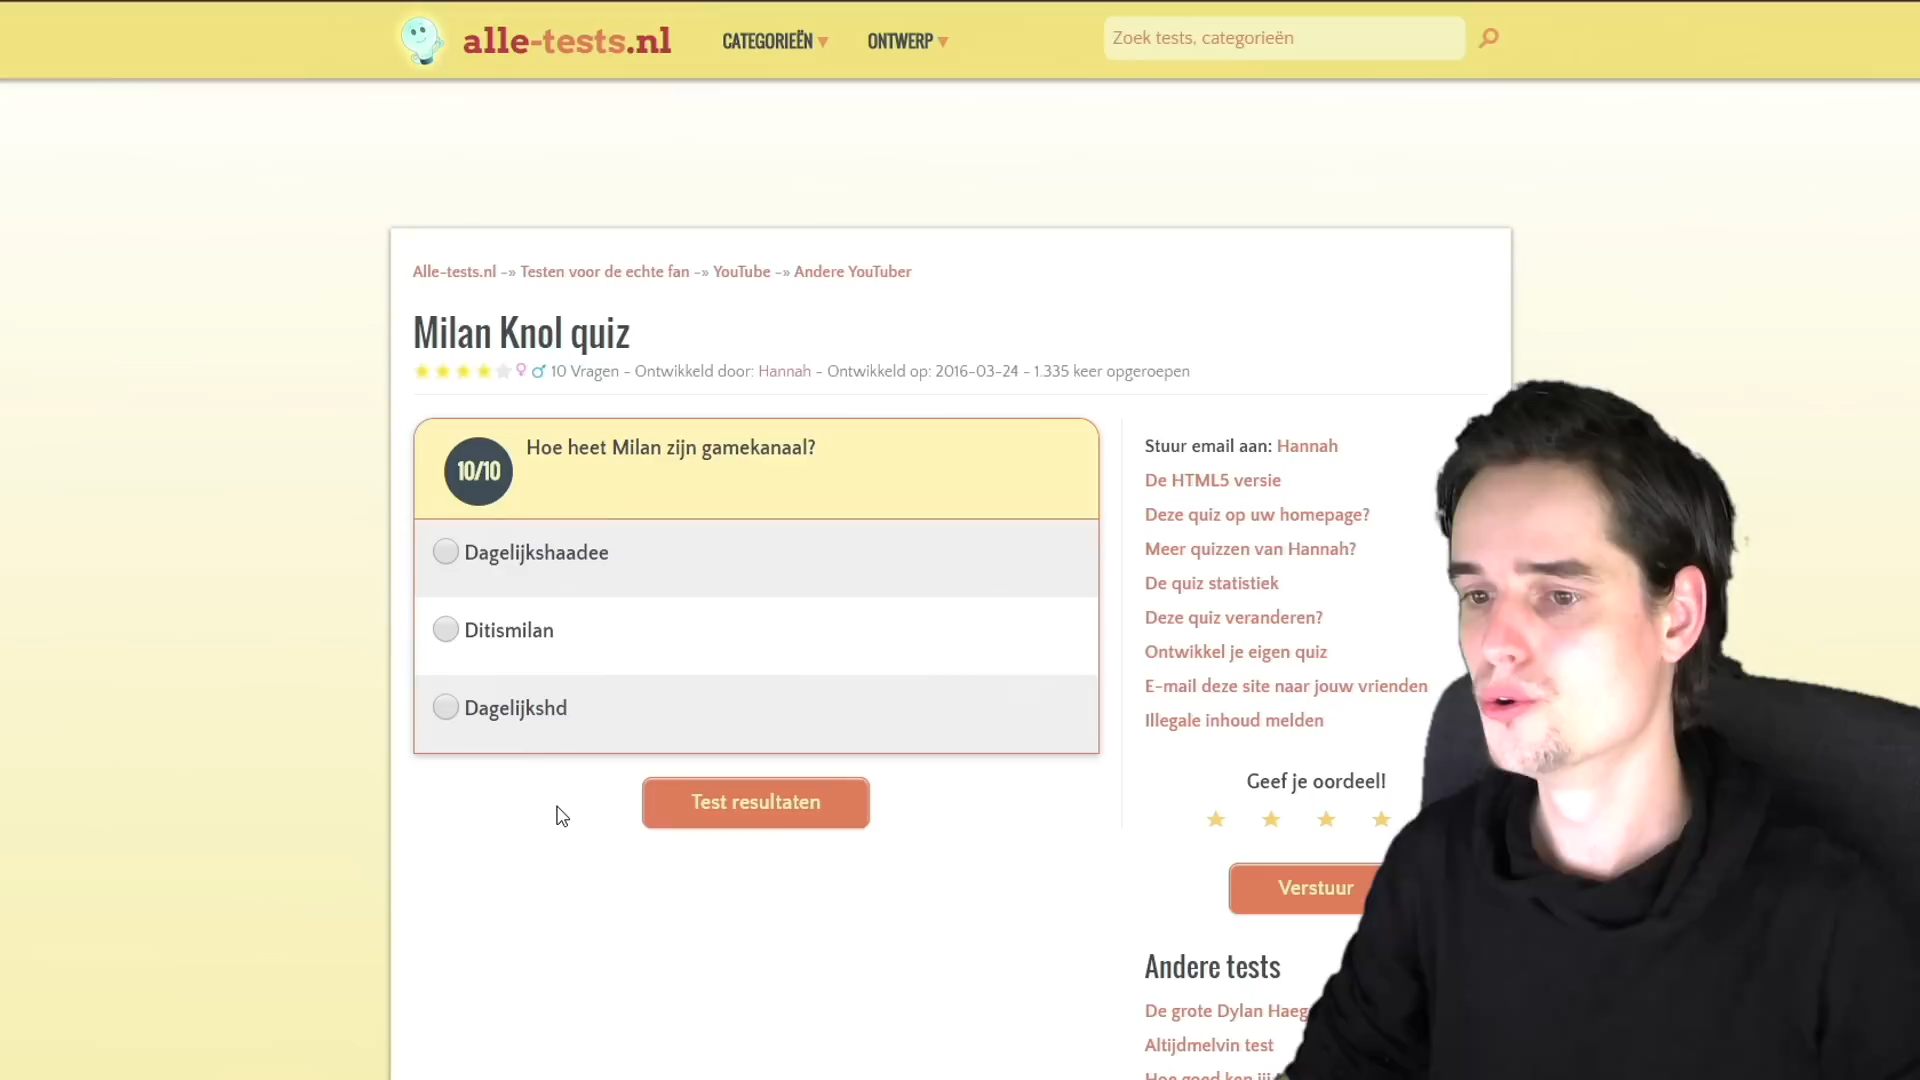 alle-tests.nl
CATEGORIEËN ▼
ONTWERP ▼
Zoek tests, categorieën
Alle-tests.nl -» Testen voor de echte fan -» YouTube -» Andere YouTuber
Milan Knol quiz
10 Vragen - Ontwikkeld door: Hannah - Ontwikkeld op: 2016-03-24 - 1.335 keer opgeroepen
10/10
Hoe heet Milan zijn gamekanaal?
Dagelijkshaadee
Ditismilan
Dagelijkshd
Test resultaten
Stuur email aan: Hannah
De HTML5 versie
Deze quiz op uw homepage?
Meer quizzen van Hannah?
De quiz statistiek
Deze quiz veranderen?
Ontwikkel je eigen quiz
E-mail deze site naar jouw vrienden
Illegale inhoud melden
Geef je oordeel!
Verstuur
Andere tests
De grote Dylan Haeg
Altijdmelvin test